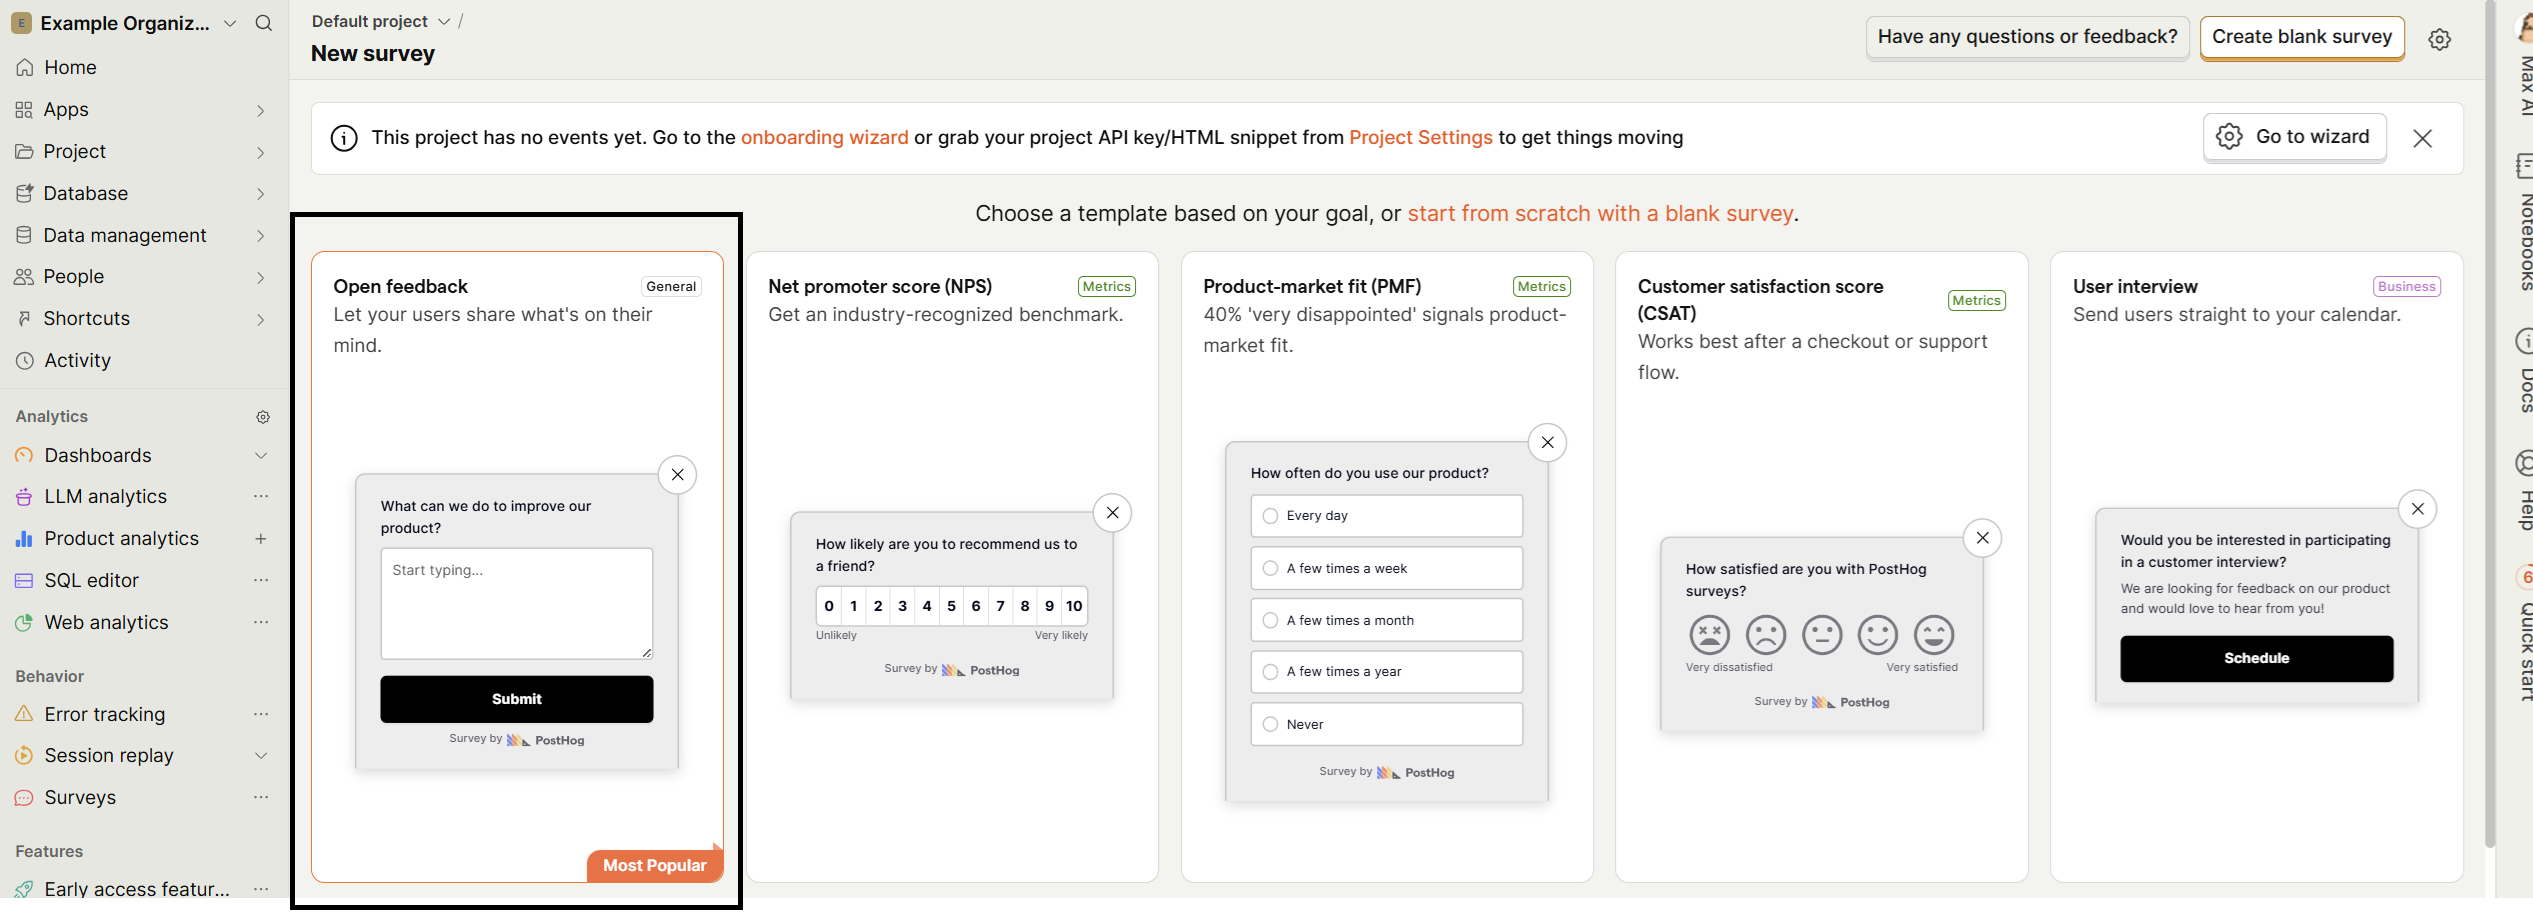 E
Example Organiz...
Home
Apps
Project
Database
Data management
People
Shortcuts
Activity
Analytics
Dashboards
LLM analytics
Product analytics
SQL editor
Web analytics
Behavior
Error tracking
Session replay
Surveys
Features
Early access featur...
Default project /
New survey
Have any questions or feedback?
Create blank survey
This project has no events yet. Go to the onboarding wizard or grab your project API key/HTML snippet from Project Settings to get things moving
Go to wizard
Choose a template based on your goal, or start from scratch with a blank survey.
Open feedback
General
Let your users share what's on their
mind.
What can we do to improve our
product?
Start typing...
Submit
Survey by PostHog
Most Popular
Net promoter score (NPS)
Metrics
Get an industry-recognized benchmark.
How likely are you to recommend us to
a friend?
0 1 2 3 4 5 6 7 8 9 10
Unlikely
Very likely
Survey by PostHog
Product-market fit (PMF)
Metrics
40% 'very disappointed' signals product-
market fit.
How often do you use our product?
Every day
A few times a week
A few times a month
A few times a year
Never
Survey by PostHog
Customer satisfaction score
(CSAT)
Metrics
Works best after a checkout or support
flow.
How satisfied are you with PostHog
surveys?
Very dissatisfied
Very satisfied
Survey by PostHog
User interview
Business
Send users straight to your calendar.
Would you be interested in participating
in a customer interview?
We are looking for feedback on our product
and would love to hear from you!
Schedule
Max AI
Notebooks
Docs
Help
6
Quick start